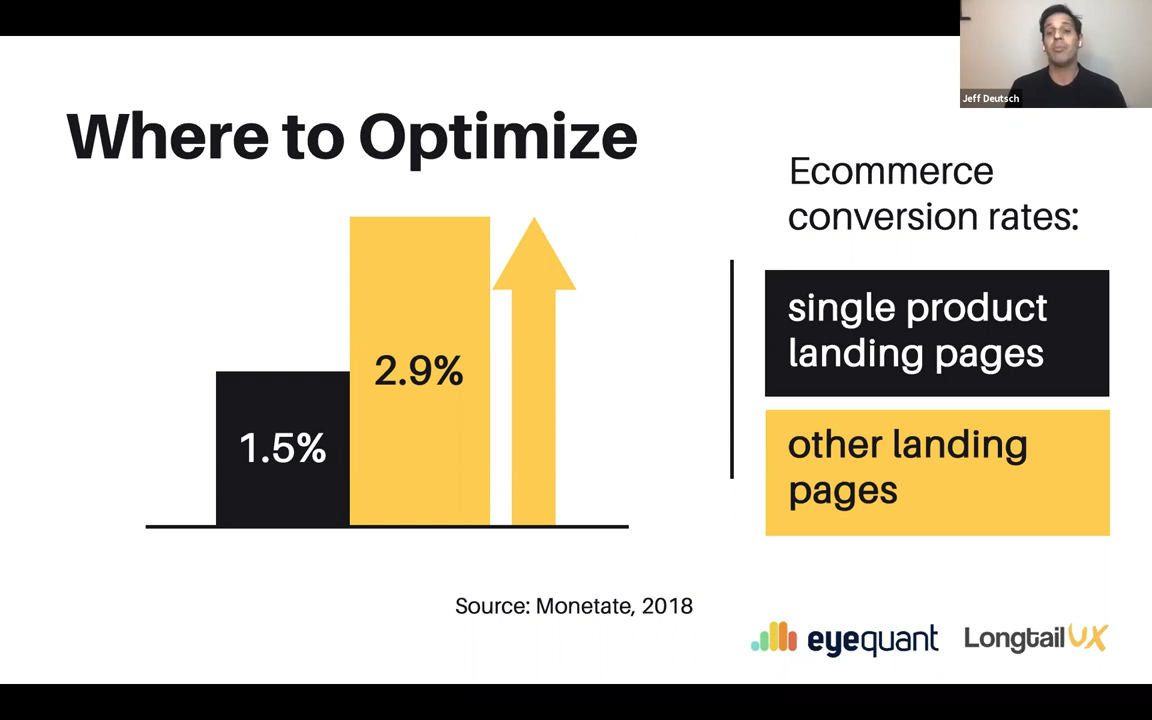 Jeff Deutsch
Where to Optimize
Ecommerce
conversion rates:
single product
landing pages
other landing
pages
2.9%
1.5%
Source: Monetate, 2018
eyequant
LongtailUX